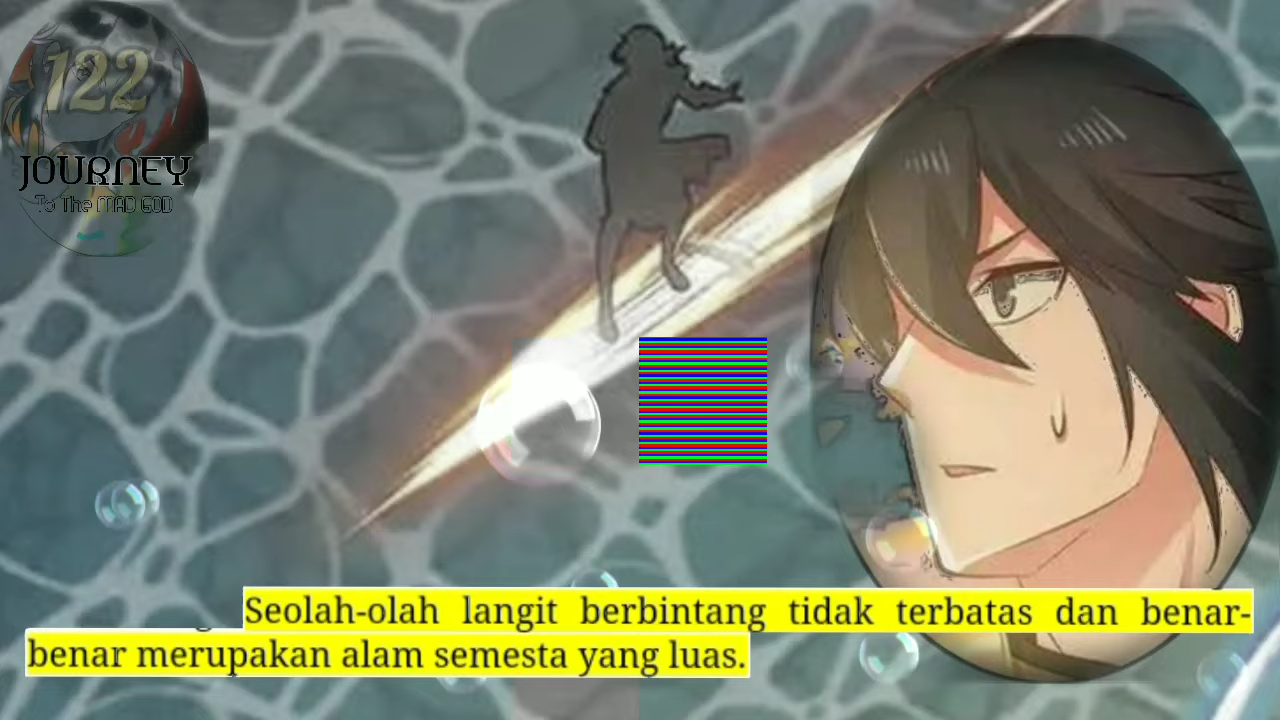 122
JOURNEY
To The MAD GOD
Seolah-olah langit berbintang tidak terbatas dan benar-
benar merupakan alam semesta yang luas.